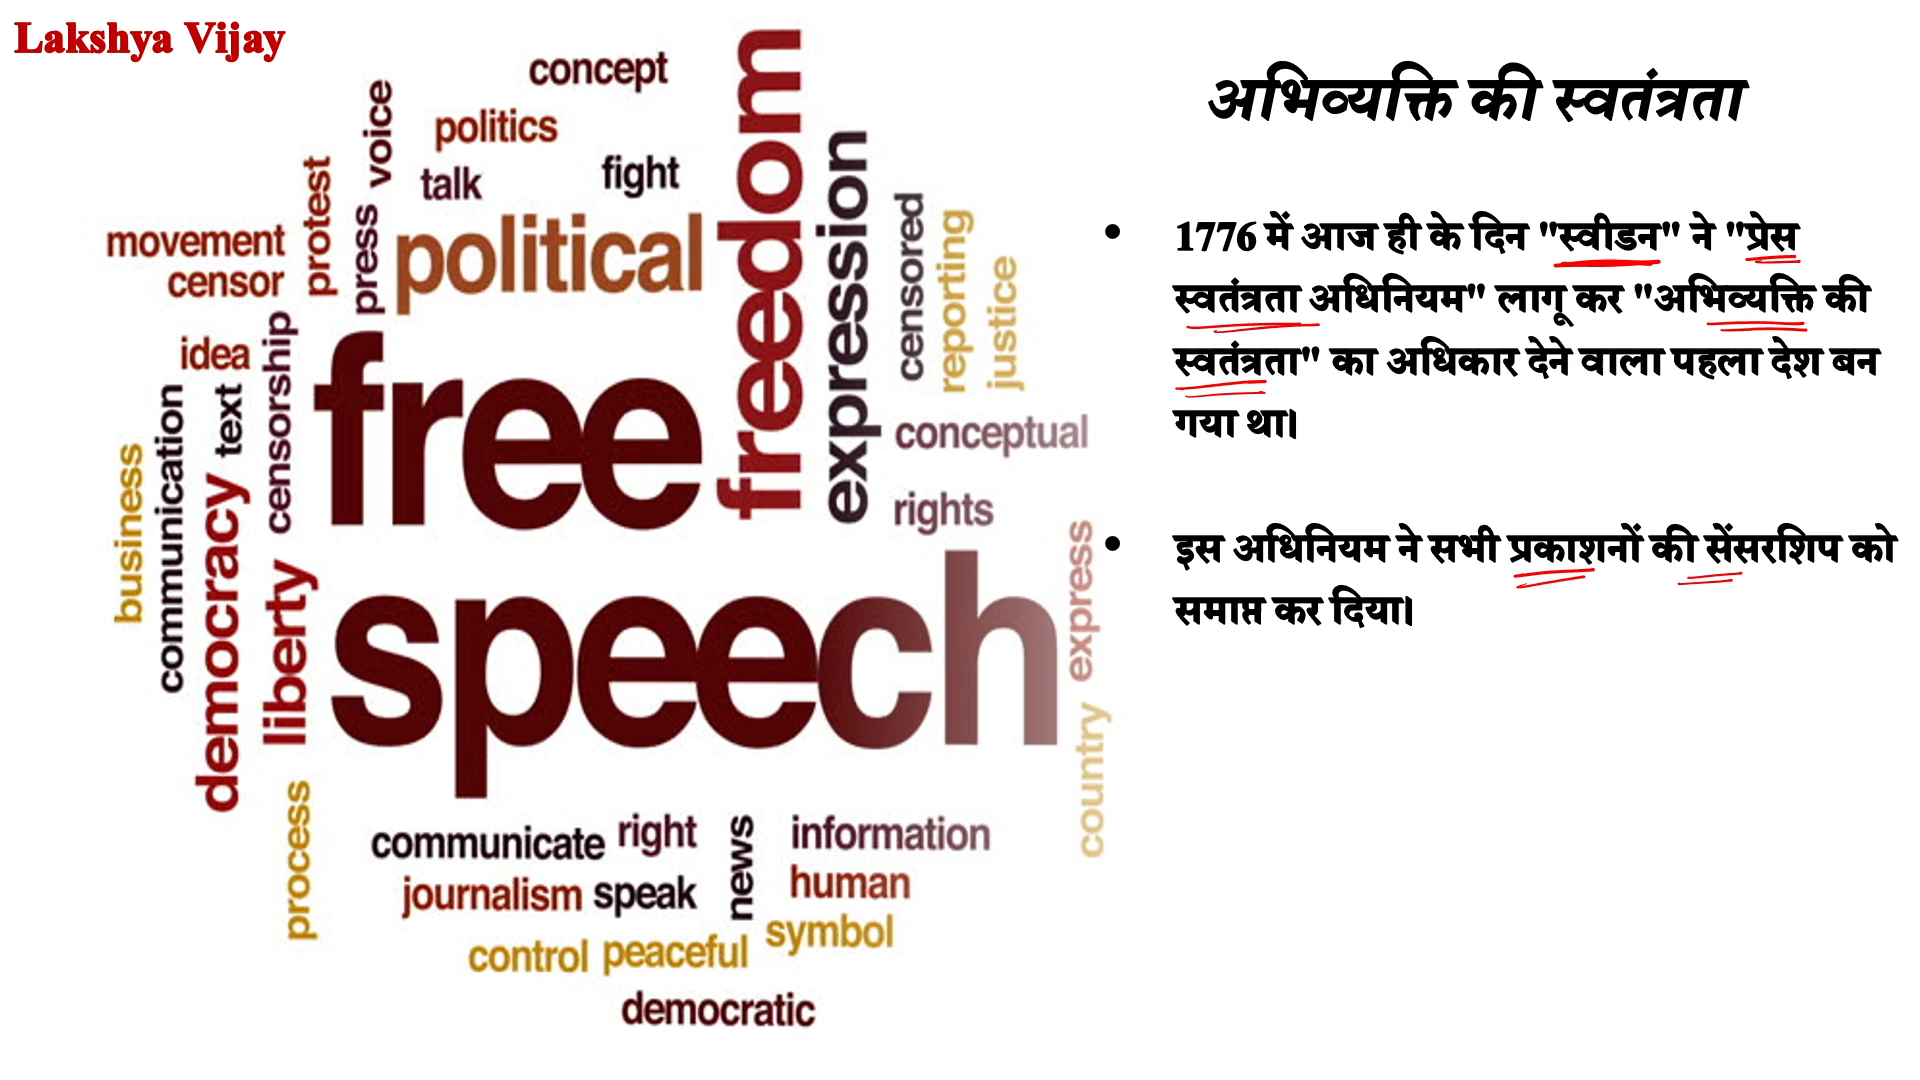 Lakshya Vijay
concept
politics
voice
talk
fight
protest
press
movement
censor
political
freedom
expression
censored
reporting
justice
idea
text
censorship
free
conceptual
rights
business
communication
democracy
liberty
speech
express
country
process
communicate
right
news
information
journalism
speak
human
control
peaceful
symbol
democratic
अभिव्यक्ति की स्वतंत्रता
• 1776 में आज ही के दिन "स्वीडन" ने "प्रेस
स्वतंत्रता अधिनियम" लागू कर "अभिव्यक्ति की
स्वतंत्रता" का अधिकार देने वाला पहला देश बन
गया था।
• इस अधिनियम ने सभी प्रकाशनों की सेंसरशिप को
समाप्त कर दिया।